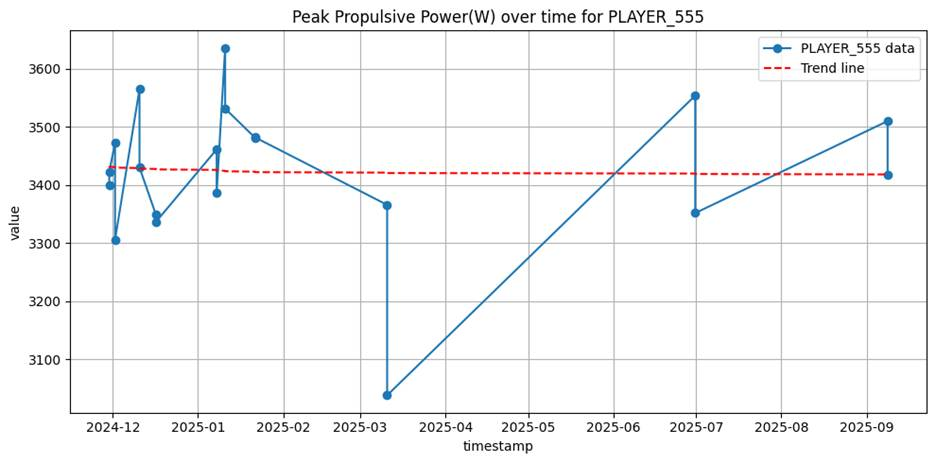 Peak Propulsive Power(W) over time for PLAYER_555
PLAYER_555 data
Trend line
value
3600
3500
3400
3300
3200
3100
2024-12 2025-01 2025-02 2025-03 2025-04 2025-05 2025-06 2025-07 2025-08 2025-09
timestamp